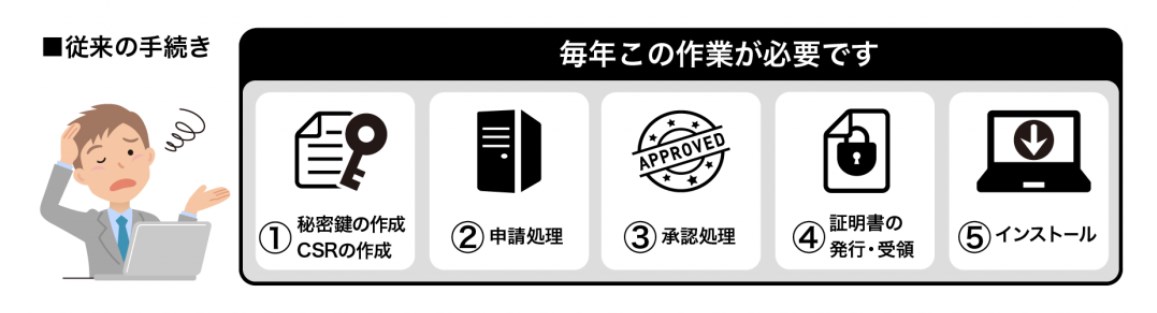 ■従来の手続き
毎年この作業が必要です
APPROVED
①秘密鍵の作成
CSRの作成
②申請処理
③承認処理
④証明書の
発行・受領
⑤インストール